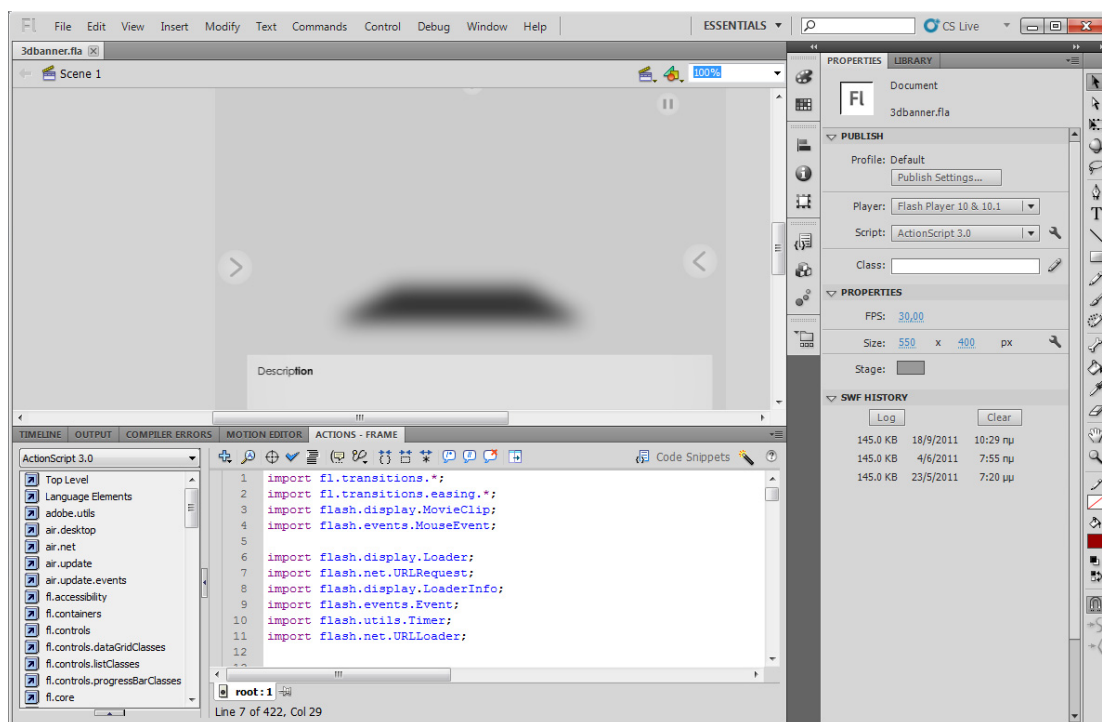 Fl File Edit View Insert Modify Text Commands Control Debug Window Help ESSENTIALS CS Live
3dbanner.fla
Scene 1
100%
Description
TIMELINE OUTPUT COMPILER ERRORS MOTION EDITOR ACTIONS - FRAME
ActionScript 3.0
Top Level
Language Elements
adobe.utils
air.desktop
air.net
air.update
air.update.events
fl.accessibility
fl.containers
fl.controls
fl.controls.dataGridClasses
fl.controls.listClasses
fl.controls.progressBarClasses
fl.core
Code Snippets
1 import fl.transitions.*;
2 import fl.transitions.easing.*;
3 import flash.display.MovieClip;
4 import flash.events.MouseEvent;
5
6 import flash.display.Loader;
7 import flash.net.URLRequest;
8 import flash.display.LoaderInfo;
9 import flash.events.Event;
10 import flash.utils.Timer;
11 import flash.net.URLLoader;
12
root:1
Line 7 of 422, Col 29
PROPERTIES LIBRARY
Fl
Document
3dbanner.fla
PUBLISH
Profile: Default
Publish Settings...
Player: Flash Player 10 & 10.1
Script: ActionScript 3.0
Class:
PROPERTIES
FPS: 30,00
Size: 550 x 400 px
Stage:
SWF HISTORY
Log Clear
145.0 KB 18/9/2011 10:29 πμ
145.0 KB 4/6/2011 7:55 πμ
145.0 KB 23/5/2011 7:20 μμ